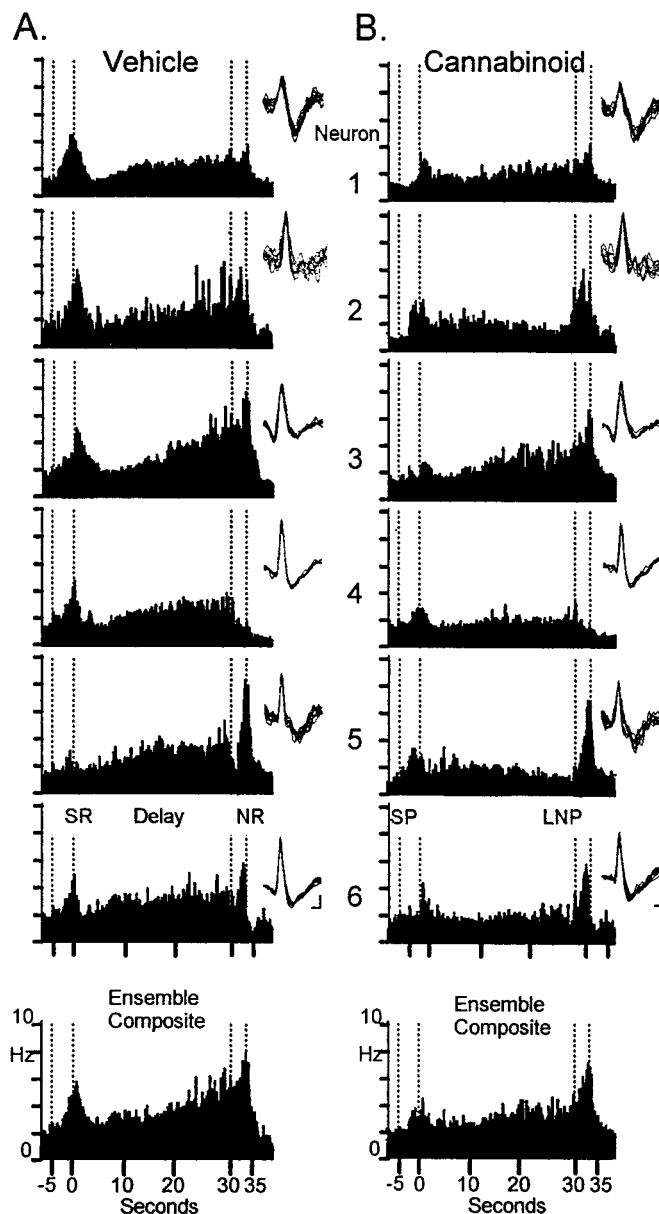 A.
B.
Vehicle
Cannabinoid
Neuron
1
2
3
4
5
SR Delay NR
SP LNP
6
Ensemble
Composite
Ensemble
Composite
10
Hz
0
10
Hz
0
-5 0 10 20 30 35
Seconds
-5 0 10 20 30 35
Seconds